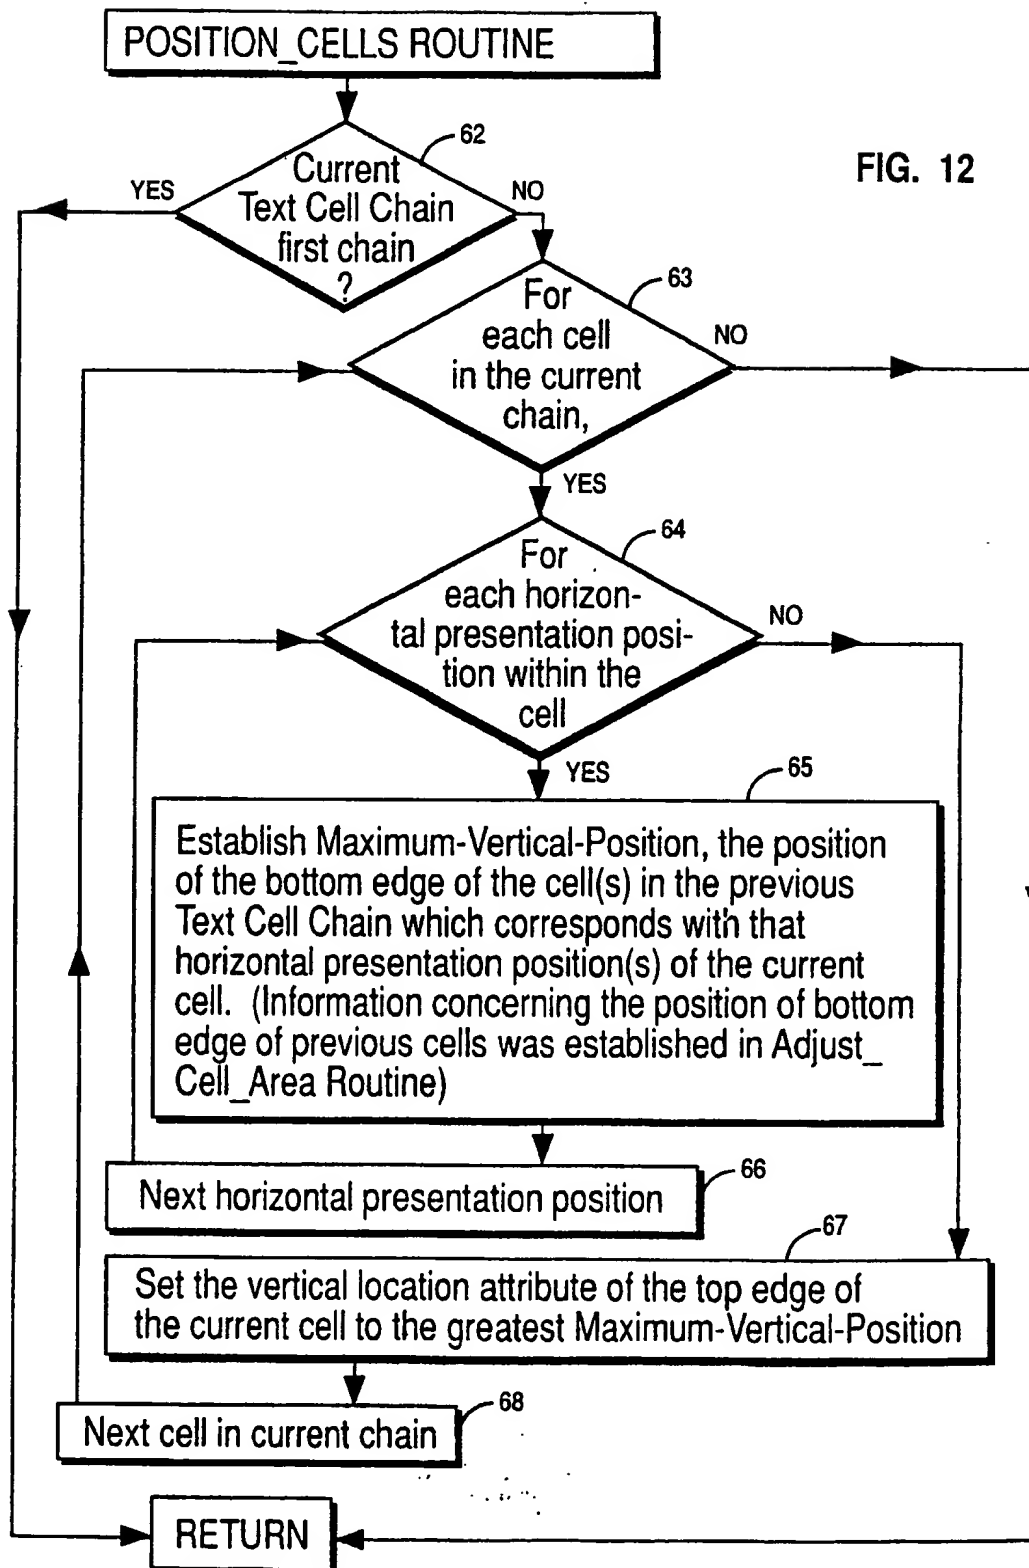 POSITION_CELLS ROUTINE
62
FIG. 12
Current
Text Cell Chain
first chain
?
YES
NO
63
For
each cell
in the current
chain,
NO
YES
64
For
each horizon-
tal presentation posi-
tion within the
cell
NO
YES
65
Establish Maximum-Vertical-Position, the position
of the bottom edge of the cell(s) in the previous
Text Cell Chain which corresponds with that
horizontal presentation position(s) of the current
cell. (Information concerning the position of bottom
edge of previous cells was established in Adjust_
Cell_Area Routine)
66
Next horizontal presentation position
67
Set the vertical location attribute of the top edge of
the current cell to the greatest Maximum-Vertical-Position
68
Next cell in current chain
RETURN